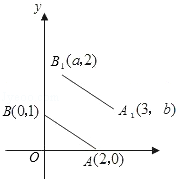 y
B₁(a,2)
B(0,1)
A₁(3, b)
O
A(2,0)